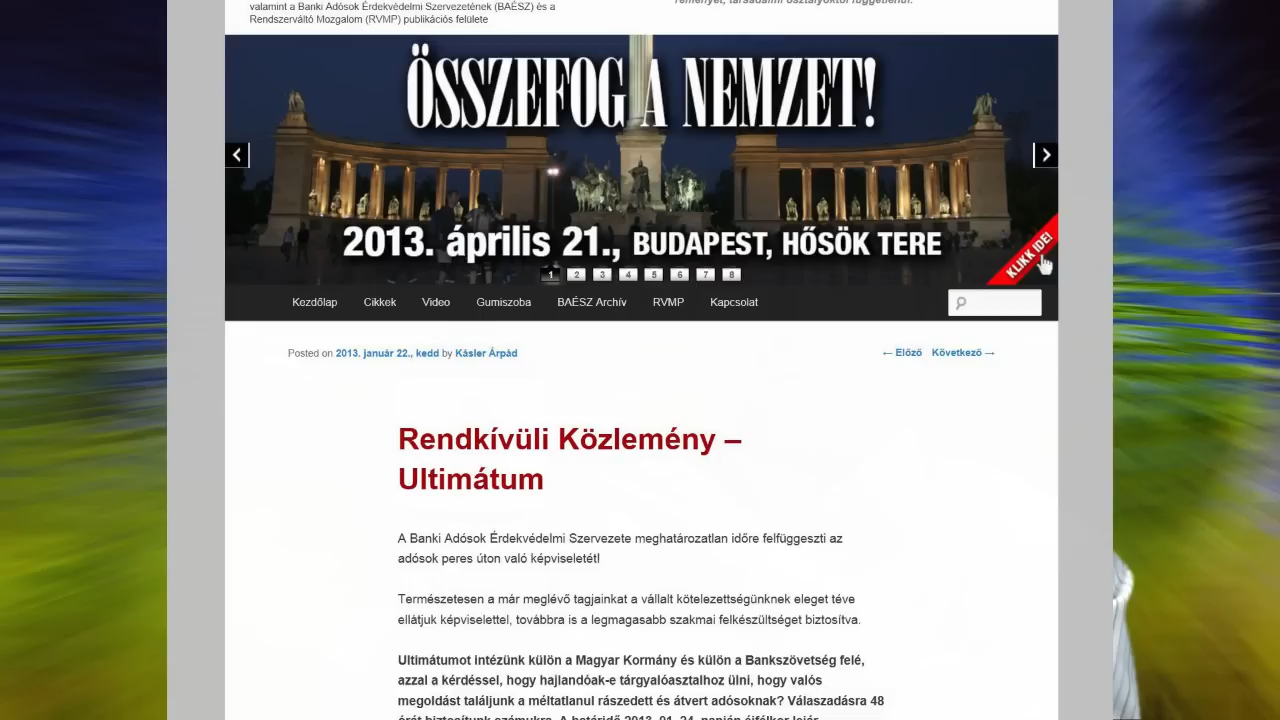 valamint a Banki Adósok Érdekvédelmi Szervezetének (BAÉSZ) és a
Rendszerváltó Mozgalom (RVMP) publikációs felülete
reményét, társadalmi osztályoktól függetlenül.
ÖSSZEFOG A NEMZET!
2013. április 21., BUDAPEST, HŐSÖK TERE
KLIKK IDE!
1 2 3 4 5 6 7 8
Kezdőlap Cikkek Video Gumiszoba BAÉSZ Archív RVMP Kapcsolat
Posted on 2013. január 22., kedd by Kásler Árpád
← Előző Következő →
Rendkívüli Közlemény –
Ultimátum
A Banki Adósok Érdekvédelmi Szervezete meghatározatlan időre felfüggeszti az
adósok peres úton való képviseletét!
Természetesen a már meglévő tagjainkat a vállalt kötelezettségünknek eleget téve
ellátjuk képviselettel, továbbra is a legmagasabb szakmai felkészültséget biztosítva.
Ultimátumot intézünk külön a Magyar Kormány és külön a Bankszövetség felé,
azzal a kérdéssel, hogy hajlandóak-e tárgyalóasztalhoz ülni, hogy valós
megoldást találjunk a méltatlanul rászedett és átvert adósoknak? Válaszadásra 48
órát biztosítunk számukra. A határidő 2013. 01. 24. napján éjfélkor lejár.